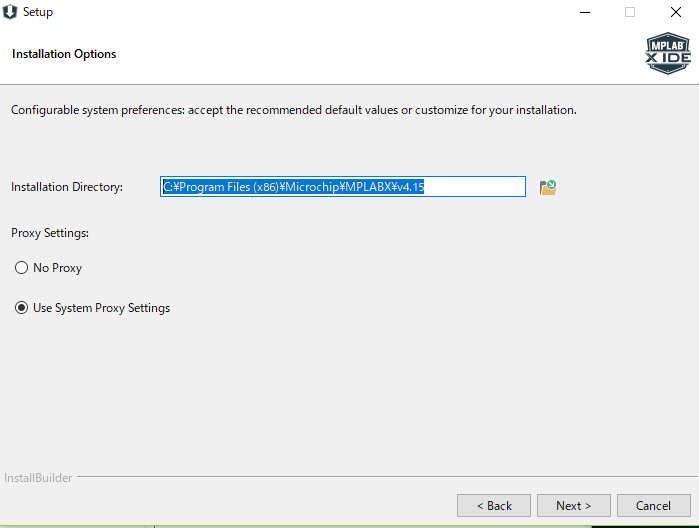 Setup
Installation Options
MPLAB®
X IDE
Configurable system preferences: accept the recommended default values or customize for your installation.
Installation Directory: C:¥Program Files (x86)¥Microchip¥MPLABX¥v4.15
Proxy Settings:
No Proxy
Use System Proxy Settings
InstallBuilder
< Back Next > Cancel